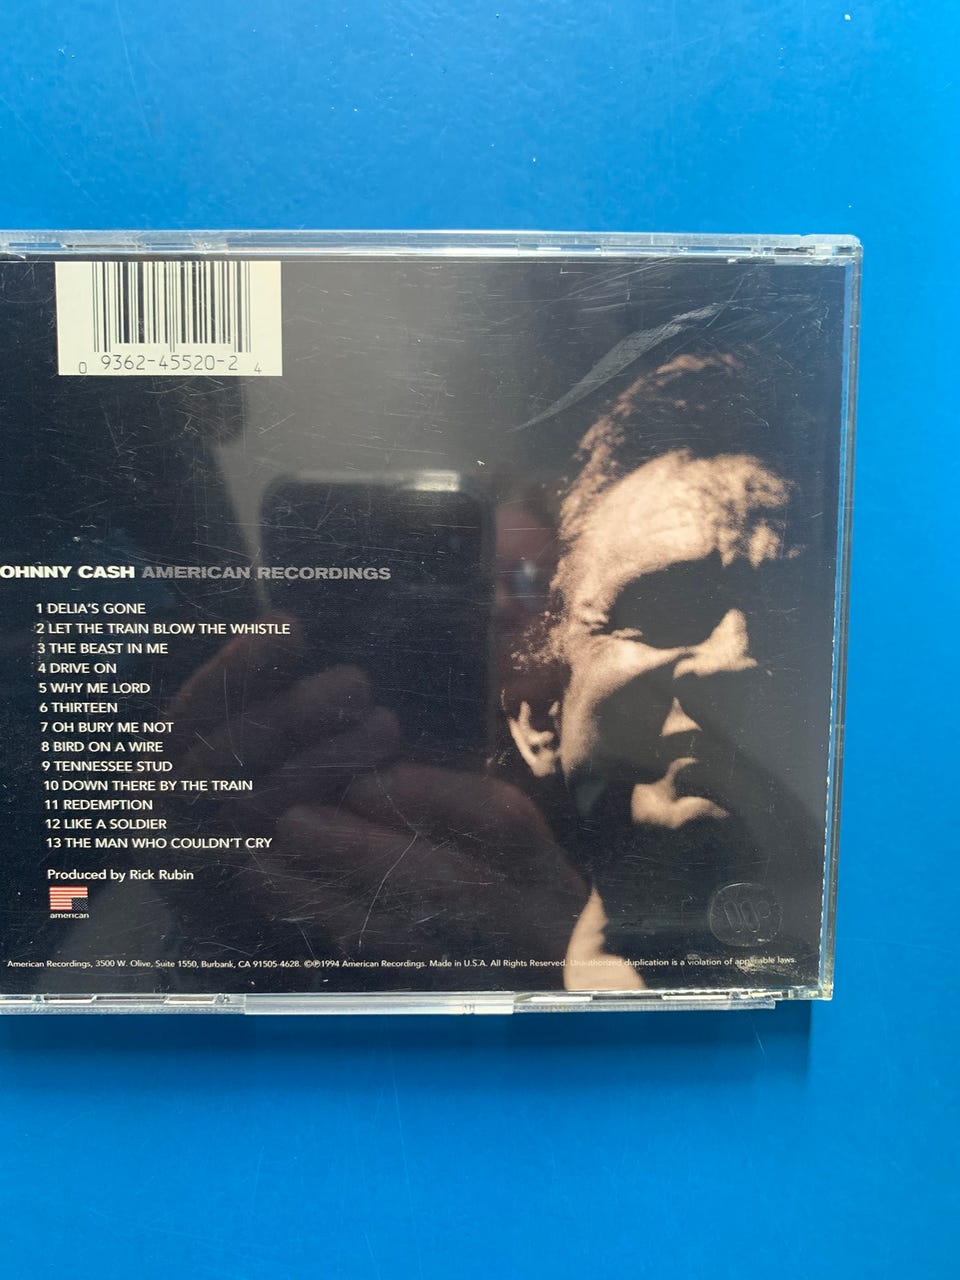 0 9362-45520-2 4
OHNNY CASH AMERICAN RECORDINGS
1 DELIA'S GONE
2 LET THE TRAIN BLOW THE WHISTLE
3 THE BEAST IN ME
4 DRIVE ON
5 WHY ME LORD
6 THIRTEEN
7 OH BURY ME NOT
8 BIRD ON A WIRE
9 TENNESSEE STUD
10 DOWN THERE BY THE TRAIN
11 REDEMPTION
12 LIKE A SOLDIER
13 THE MAN WHO COULDN'T CRY
Produced by Rick Rubin
american
American Recordings, 3500 W. Olive, Suite 1550, Burbank, CA 91505-4628. ©℗1994 American Recordings. Made in U.S.A. All Rights Reserved. Unauthorized duplication is a violation of applicable laws.